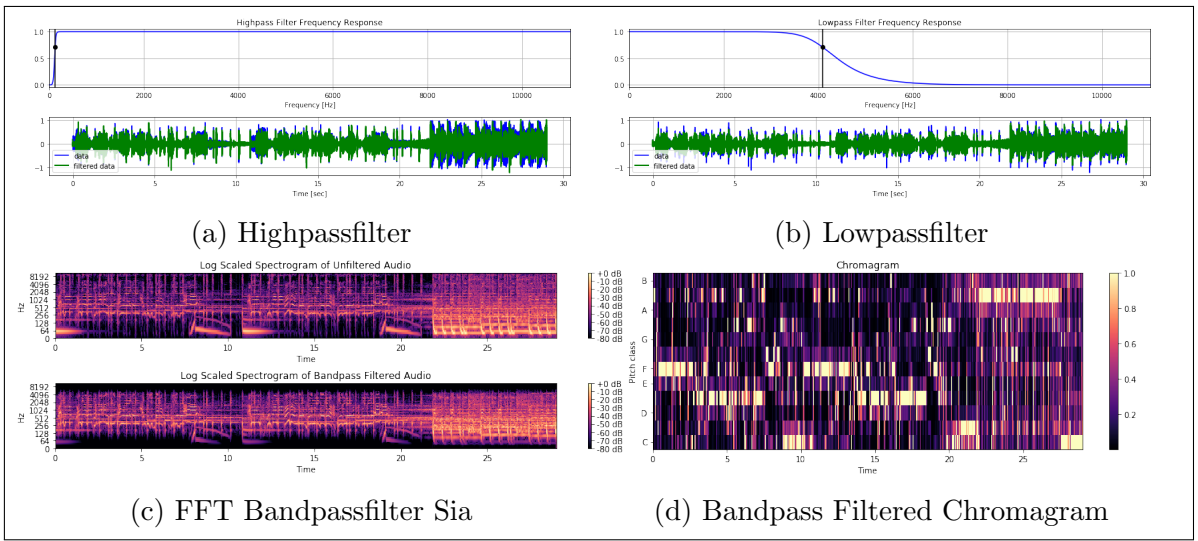 Highpass Filter Frequency Response
1.0
0.5
0.0
0 2000 4000 6000 8000 10000
Frequency [Hz]
1
0
−1
data
filtered data
0 5 10 15 20 25 30
Time [sec]
(a) Highpassfilter
Lowpass Filter Frequency Response
1.0
0.5
0.0
0 2000 4000 6000 8000 10000
Frequency [Hz]
1
0
−1
data
filtered data
0 5 10 15 20 25 30
Time [sec]
(b) Lowpassfilter
Log Scaled Spectrogram of Unfiltered Audio
8192
4096
2048
1024
512
256
128
64
0
Hz
0 5 10 15 20 25
Time
+0 dB
-10 dB
-20 dB
-30 dB
-40 dB
-50 dB
-60 dB
-70 dB
-80 dB
Log Scaled Spectrogram of Bandpass Filtered Audio
8192
4096
2048
1024
512
256
128
64
0
Hz
0 5 10 15 20 25
Time
+0 dB
-10 dB
-20 dB
-30 dB
-40 dB
-50 dB
-60 dB
-70 dB
-80 dB
(c) FFT Bandpassfilter Sia
Chromagram
B
A
G
F
E
D
C
Pitch class
0 5 10 15 20 25
Time
1.0
0.8
0.6
0.4
0.2
(d) Bandpass Filtered Chromagram